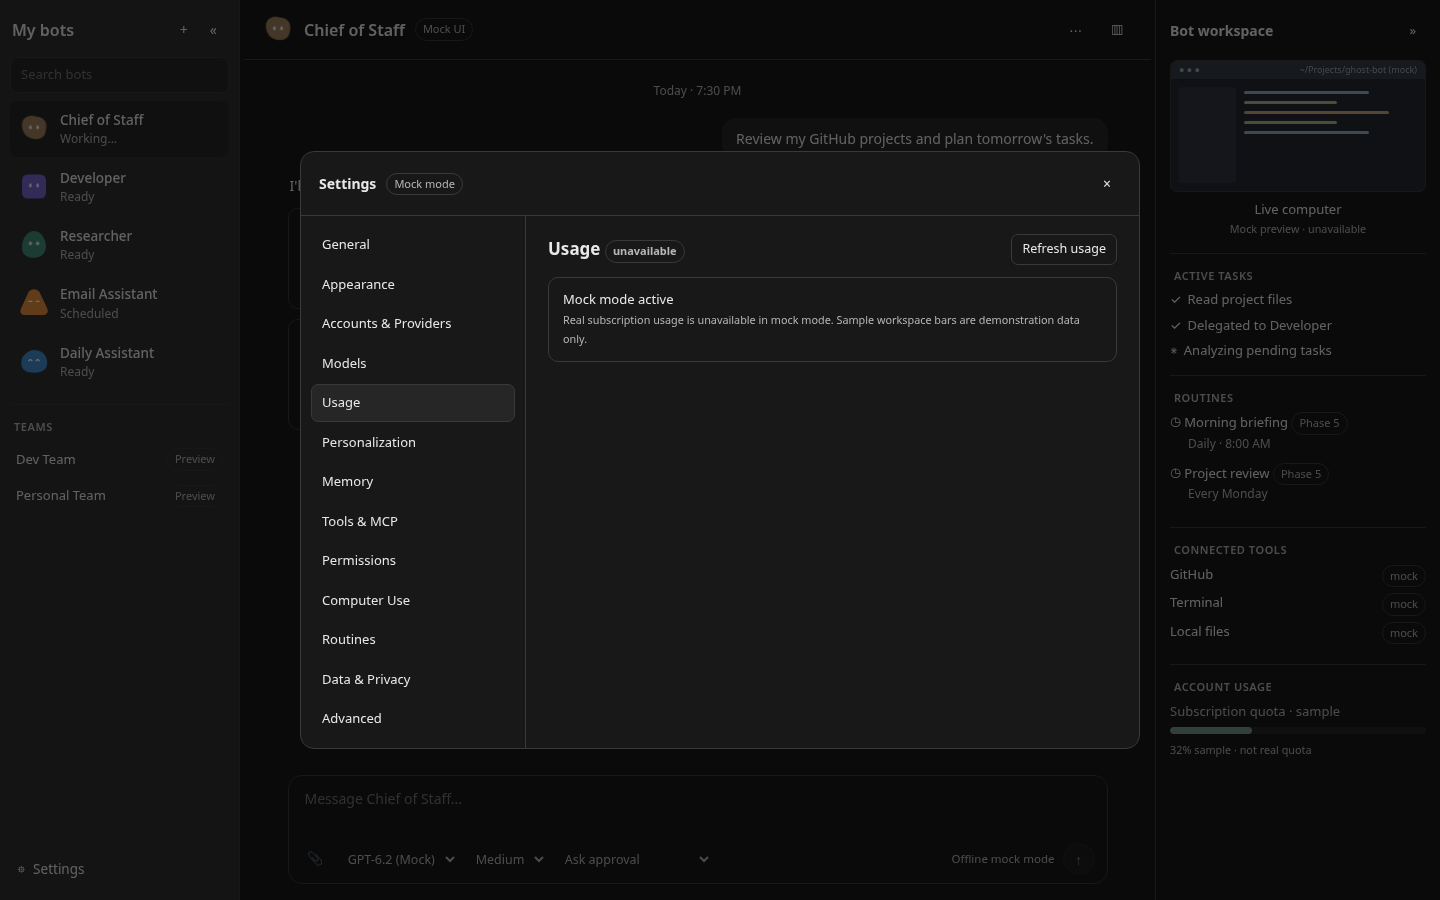 My bots
+
«
Search bots
Chief of Staff
Working...
Developer
Ready
Researcher
Ready
Email Assistant
Scheduled
Daily Assistant
Ready
TEAMS
Dev Team Preview
Personal Team Preview
Settings
Chief of Staff Mock UI
...
Today · 7:30 PM
Review my GitHub projects and plan tomorrow's tasks.
Settings Mock mode ×
General
Appearance
Accounts & Providers
Models
Usage
Personalization
Memory
Tools & MCP
Permissions
Computer Use
Routines
Data & Privacy
Advanced
Usage unavailable Refresh usage
Mock mode active
Real subscription usage is unavailable in mock mode. Sample workspace bars are demonstration data
only.
Message Chief of Staff...
GPT-6.2 (Mock) Medium Ask approval Offline mock mode ↑
Bot workspace »
~/Projects/ghost-bot (mock)
Live computer
Mock preview · unavailable
ACTIVE TASKS
✓ Read project files
✓ Delegated to Developer
Analyzing pending tasks
ROUTINES
Morning briefing Phase 5
Daily · 8:00 AM
Project review Phase 5
Every Monday
CONNECTED TOOLS
GitHub mock
Terminal mock
Local files mock
ACCOUNT USAGE
Subscription quota · sample
32% sample · not real quota